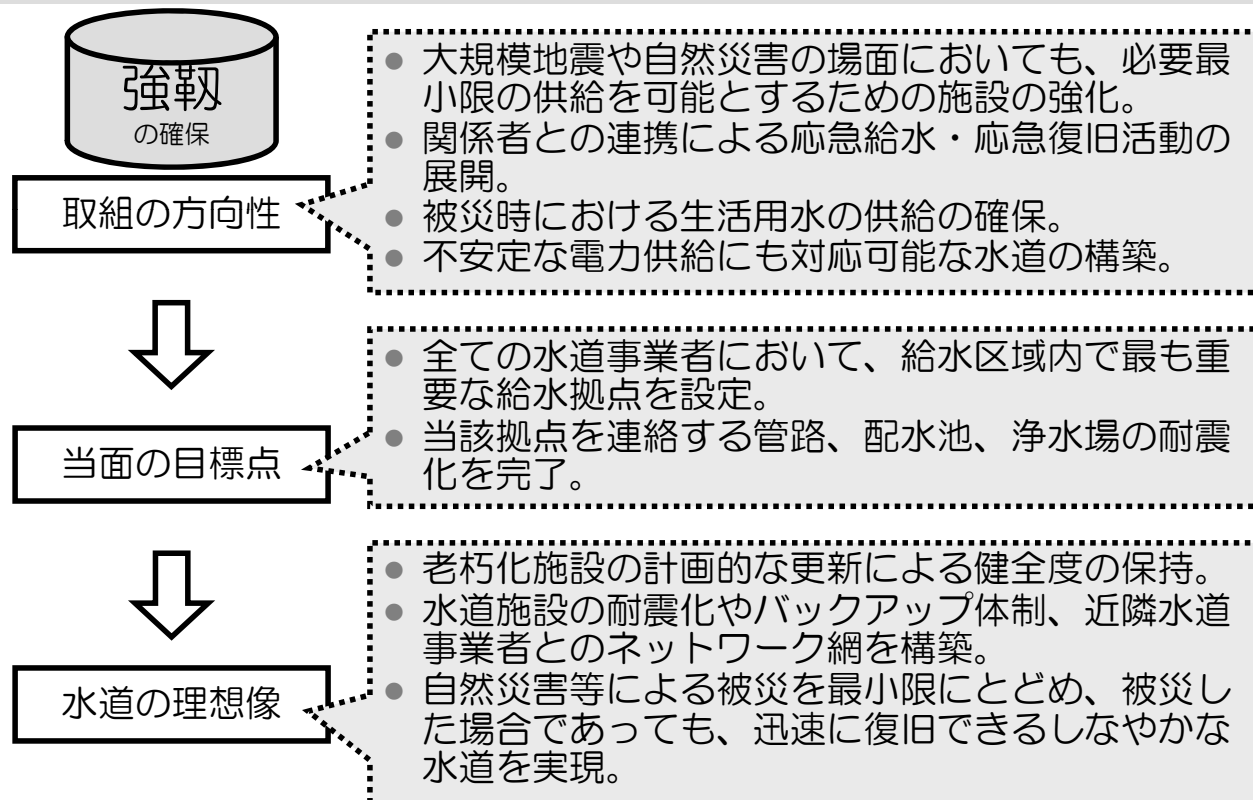 強靱
の確保
取組の方向性
● 大規模地震や自然災害の場面においても、必要最
小限の供給を可能とするための施設の強化。
● 関係者との連携による応急給水・応急復旧活動の
展開。
● 被災時における生活用水の供給の確保。
● 不安定な電力供給にも対応可能な水道の構築。
当面の目標点
● 全ての水道事業者において、給水区域内で最も重
要な給水拠点を設定。
● 当該拠点を連絡する管路、配水池、浄水場の耐震
化を完了。
水道の理想像
● 老朽化施設の計画的な更新による健全度の保持。
● 水道施設の耐震化やバックアップ体制、近隣水道
事業者とのネットワーク網を構築。
● 自然災害等による被災を最小限にとどめ、被災し
た場合であっても、迅速に復旧できるしなやかな
水道を実現。